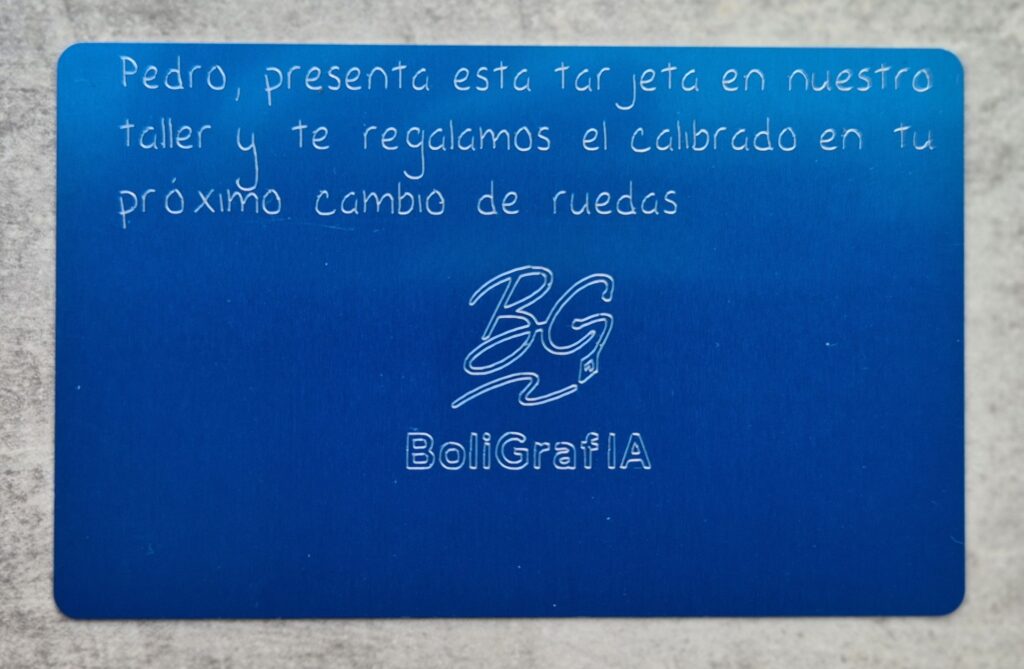 Pedro, presenta esta tarjeta en nuestro
taller y te regalamos el calibrado en tu
próximo cambio de ruedas
BG
BoliGrafIA